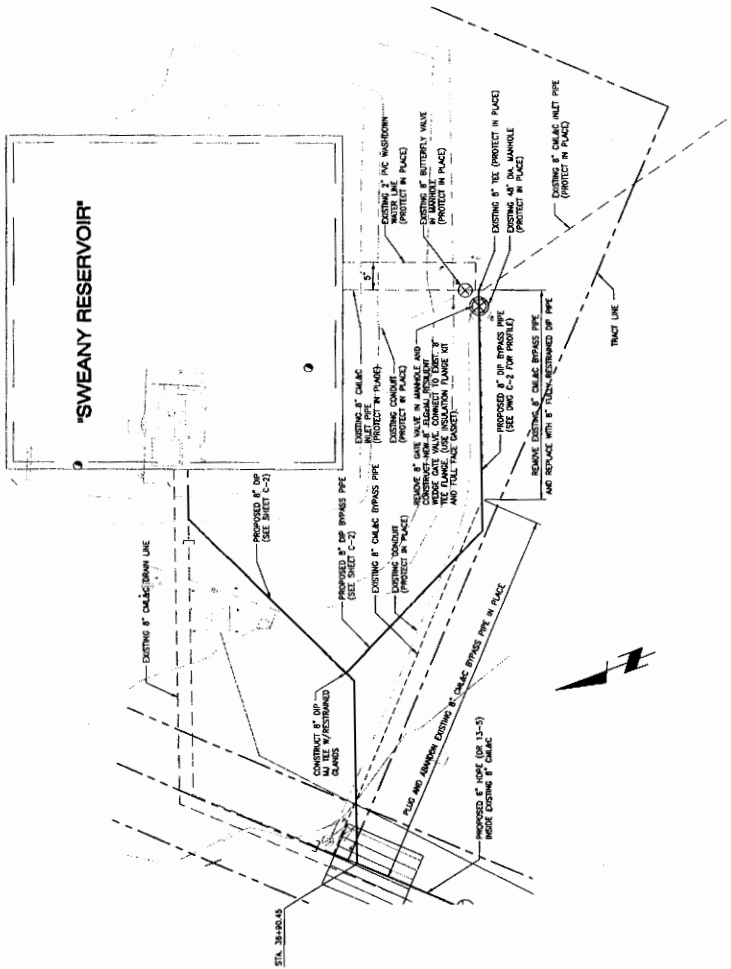 "SWEANY RESERVOIR"
EXISTING 8" CML&C DRAIN LINE
PROPOSED 8" DIP
(SEE SHEET C-2)
EXISTING 2" PVC WASHDOWN
WATER LINE
(PROTECT IN PLACE)
EXISTING 8" BUTTERFLY VALVE
IN MANHOLE
(PROTECT IN PLACE)
5'
EXISTING 8" TEE (PROTECT IN PLACE)
EXISTING 48" DIA. MANHOLE
(PROTECT IN PLACE)
EXISTING 8" CML&C INLET PIPE
(PROTECT IN PLACE)
EXISTING 8" CML&C
INLET PIPE
(PROTECT IN PLACE)
EXISTING CONDUIT
(PROTECT IN PLACE)
REMOVE 8" GATE VALVE IN MANHOLE AND
CONSTRUCT NEW 8" RESILIENT
WEDGE GATE VALVE. CONNECT TO EXIST. 8"
TEE FLANGE. (USE INSULATION FLANGE KIT
AND FULL FACE GASKET)
PROPOSED 8" DIP BYPASS PIPE
(SEE DWG C-2 FOR PROFILE)
REMOVE EXISTING 8" CML&C BYPASS PIPE
AND REPLACE WITH 8" FULLY RESTRAINED DIP PIPE
TRACT LINE
PROPOSED 8" DIP BYPASS PIPE
(SEE SHEET C-2)
EXISTING 8" CML&C BYPASS PIPE
EXISTING CONDUIT
(PROTECT IN PLACE)
CONSTRUCT 8" DIP
MJ TEE W/RESTRAINED
GLANDS
PLUG AND ABANDON EXISTING 8" CML&C BYPASS PIPE IN PLACE
PROPOSED 6" HDPE (DR 13-5)
INSIDE EXISTING 8" CML&C
STA. 36+90.45